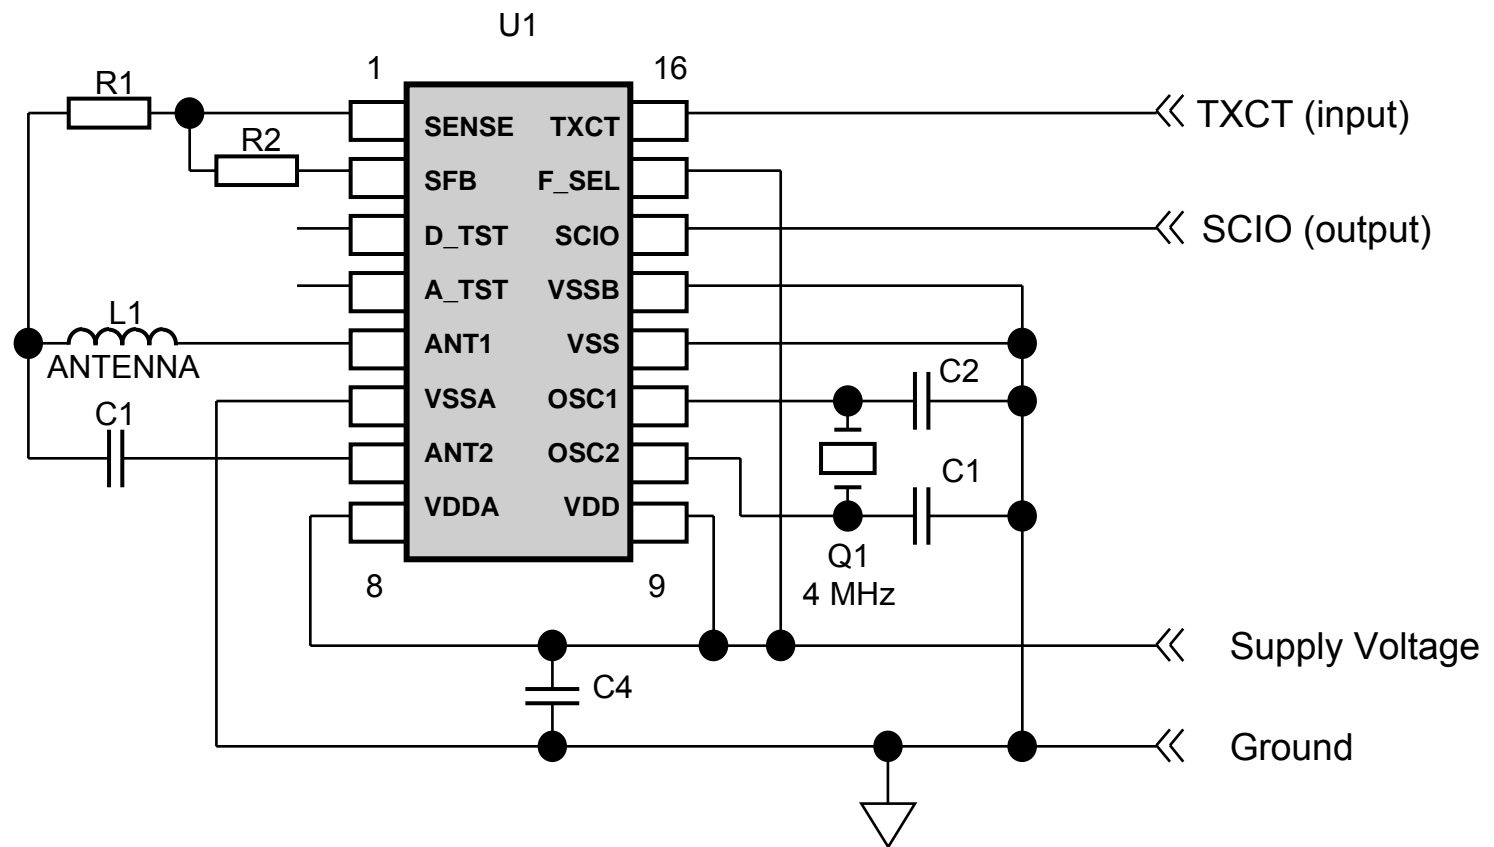 U1
1
16
R1
SENSE
TXCT
TXCT (input)
R2
SFB
F_SEL
D_TST
SCIO
SCIO (output)
A_TST
VSSB
L1
ANTENNA
ANT1
VSS
C2
VSSA
OSC1
C1
ANT2
OSC2
C1
VDDA
VDD
Q1
4 MHz
8
9
Supply Voltage
C4
Ground